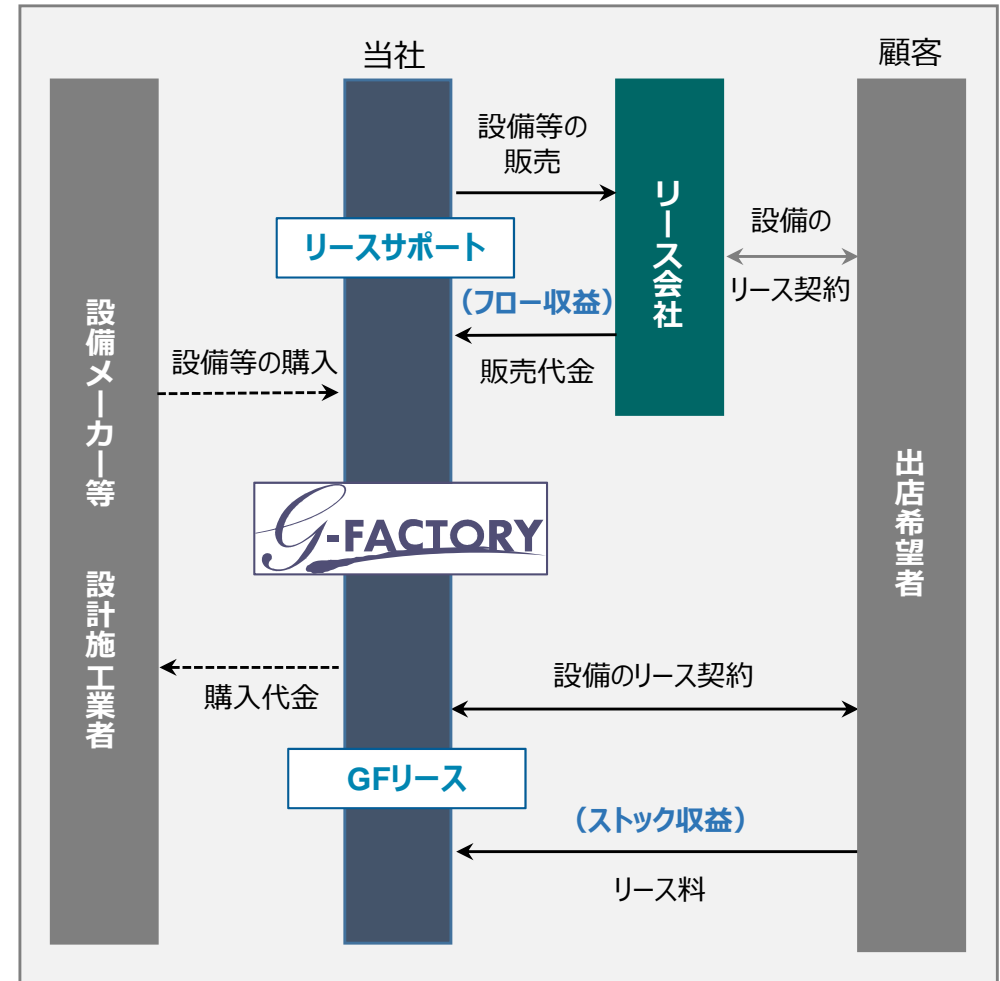 当社
顧客
設備等の
販売
リースサポート
（フロー収益）
販売代金
リース会社
設備の
リース契約
設備メーカー等　設計施工業者
設備等の購入
G-FACTORY
出店希望者
購入代金
設備のリース契約
GFリース
（ストック収益）
リース料